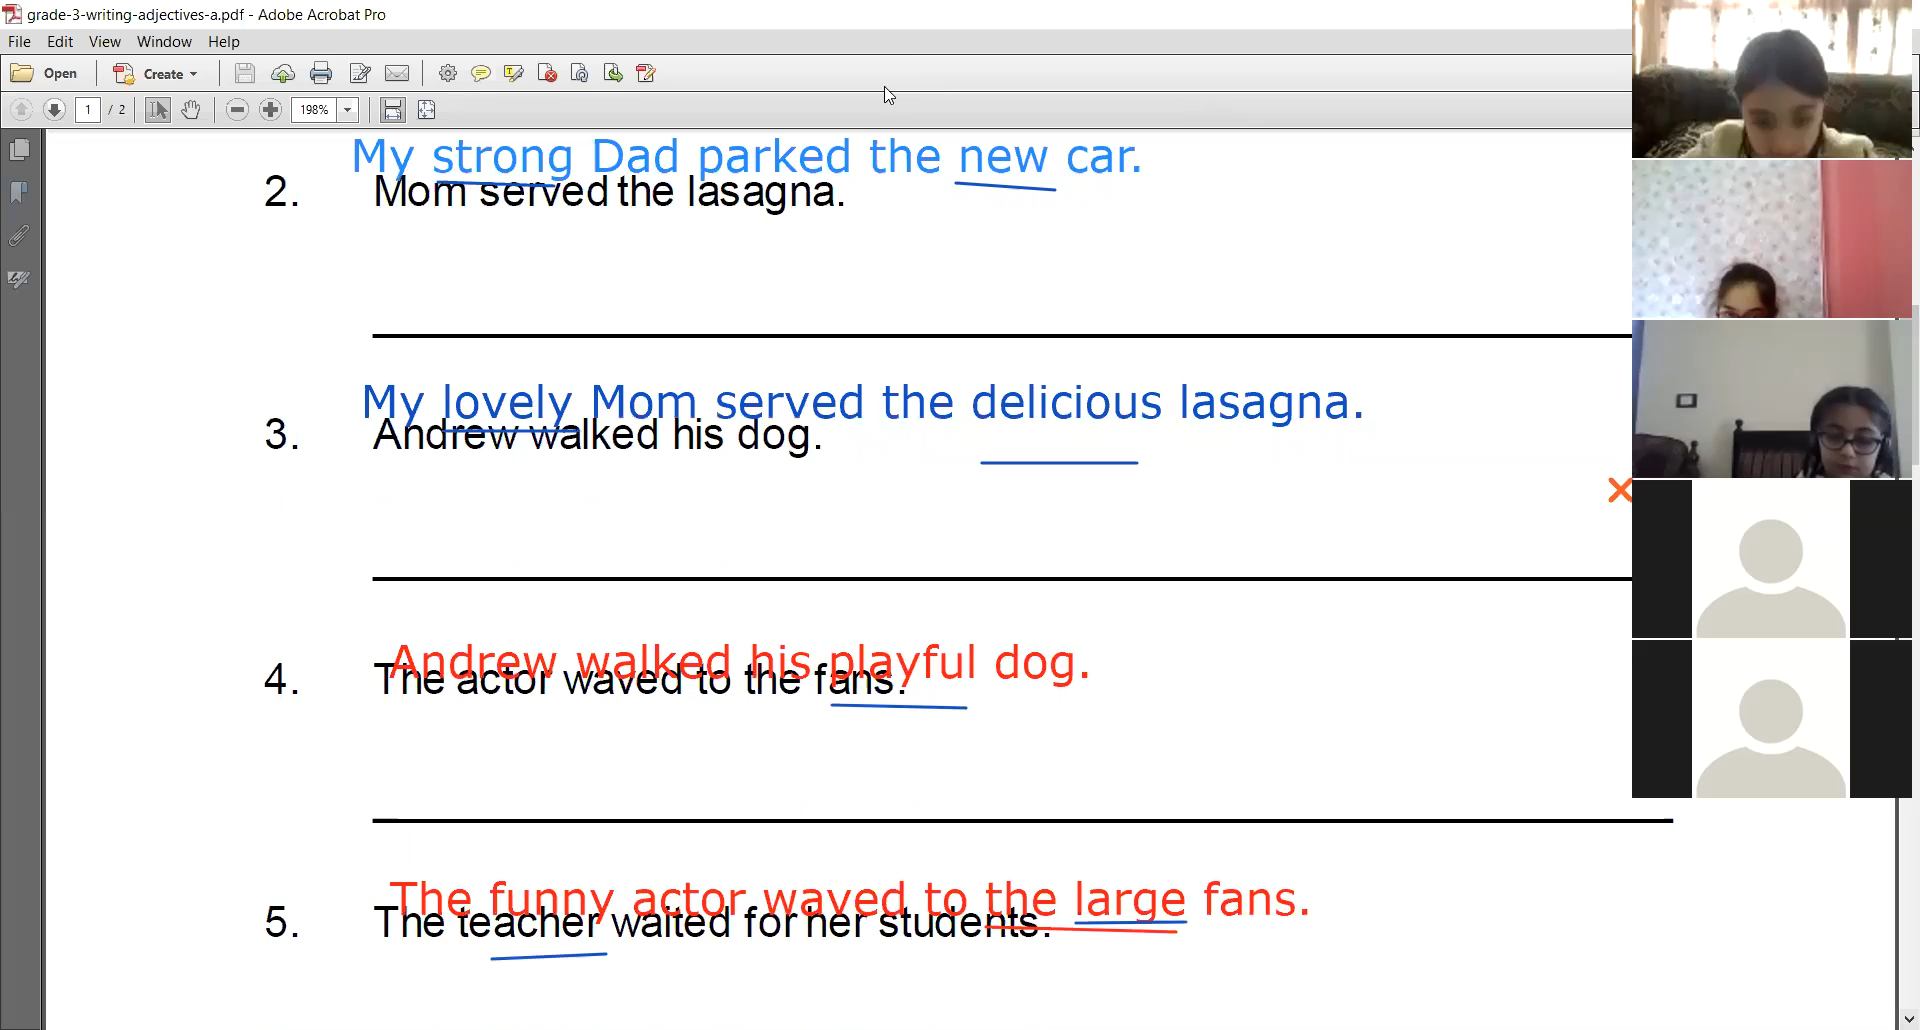 grade-3-writing-adjectives-a.pdf - Adobe Acrobat Pro
File Edit View Window Help
Open Create
1 / 2 198%
My strong Dad parked the new car.
2. Mom served the lasagna.
My lovely Mom served the delicious lasagna.
3. Andrew walked his dog.
Andrew walked his playful dog.
4. The actor waved to the fans.
The funny actor waved to the large fans.
5. The teacher waited for her students.